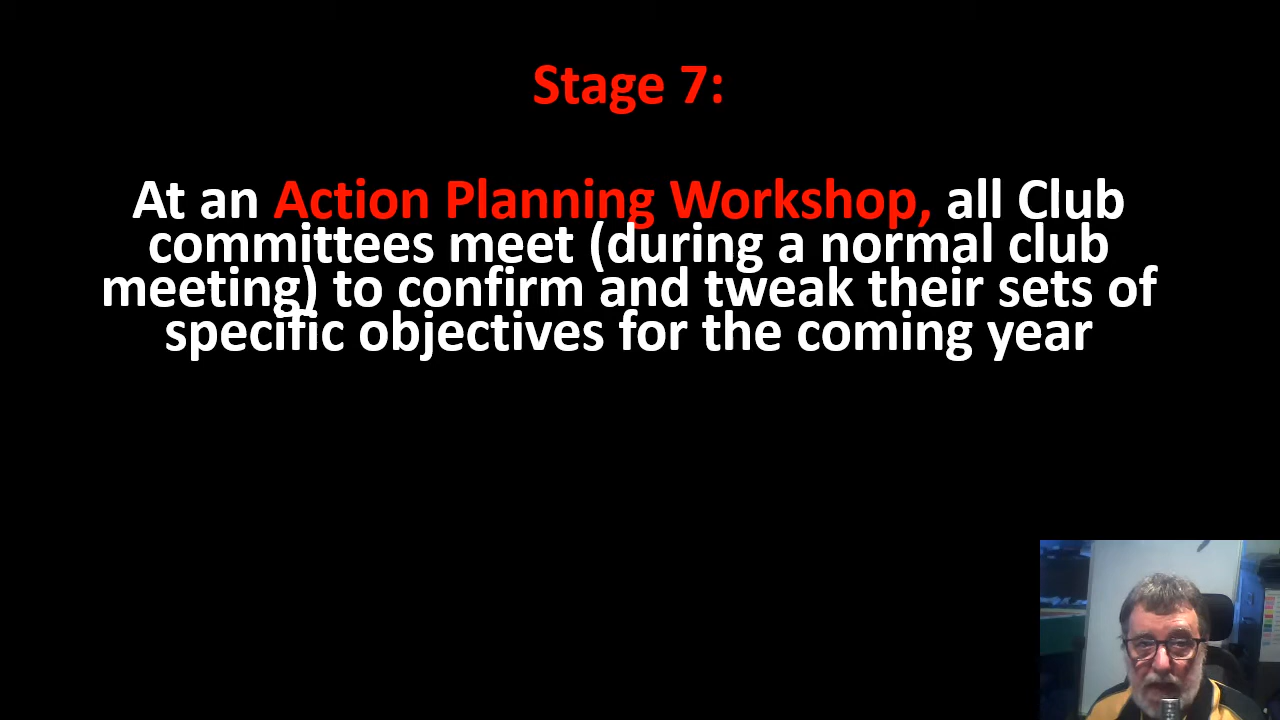 Stage 7:
At an Action Planning Workshop, all Club
committees meet (during a normal club
meeting) to confirm and tweak their sets of
specific objectives for the coming year